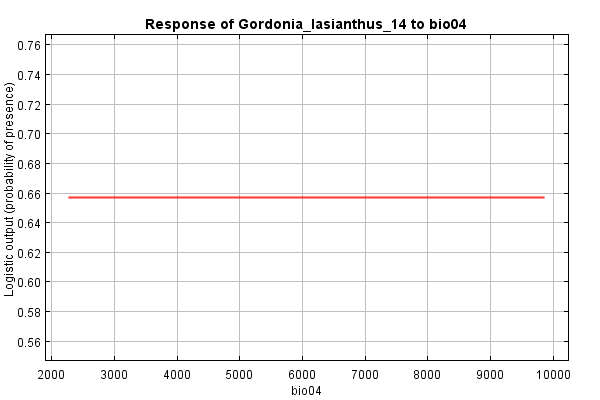 Response of Gordonia_lasianthus_14 to bio04
Logistic output (probability of presence)
0.76
0.74
0.72
0.70
0.68
0.66
0.64
0.62
0.60
0.58
0.56
2000 3000 4000 5000 6000 7000 8000 9000 10000
bio04